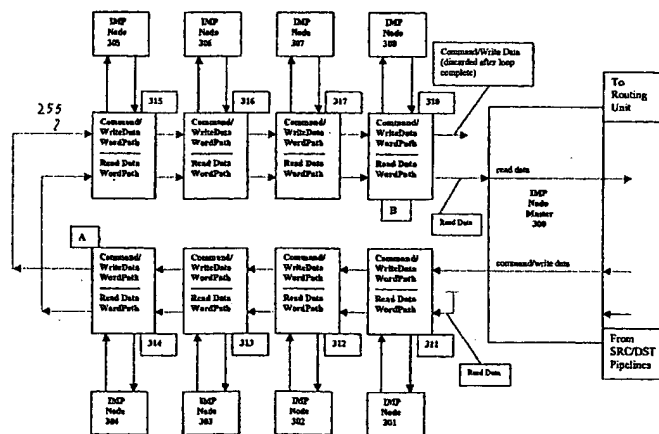 IMP
Node
305
IMP
Node
306
IMP
Node
307
IMP
Node
308
Command/Write Data
(discarded after loop
complete)
To
Routing
Unit
255
315
316
317
318
Command/
WriteData
WordPath
Read Data
WordPath
Command/
WriteData
WordPath
Read Data
WordPath
Command/
WriteData
WordPath
Read Data
WordPath
Command/
WriteData
WordPath
Read Data
WordPath
read data
IMP
Node
Master
300
Read Data
B
A
command/write data
Command/
WriteData
WordPath
Read Data
WordPath
Command/
WriteData
WordPath
Read Data
WordPath
Command/
WriteData
WordPath
Read Data
WordPath
Command/
WriteData
WordPath
Read Data
WordPath
314
313
312
311
Read Data
From
SRC/DST
Pipelines
IMP
Node
304
IMP
Node
303
IMP
Node
302
IMP
Node
301